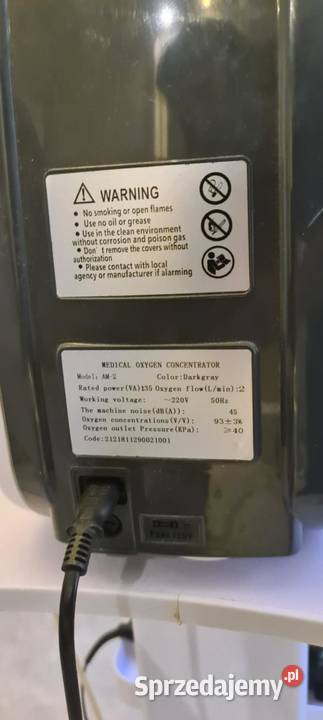 WARNING
● No smoking or open flames
● Use no oil or grease
● Use in the clean environment
without corrosion and poison gas
● Don't remove the covers without
authorization
● Please contact with local
agency or manufacturer if alarming
MEDICAL OXYGEN CONCENTRATOR
Model: AM-2 Color:Darkgray
Rated power(VA):135 Oxygen flow(L/min):2
Working voltage: ~220V 50Hz
The machine noise(dB(A)): 45
Oxygen concentrations(V/V): 93±3%
Oxygen outlet Pressure(KPa): ≥40
Code:2121811290021001
Sprzedajemy.pl